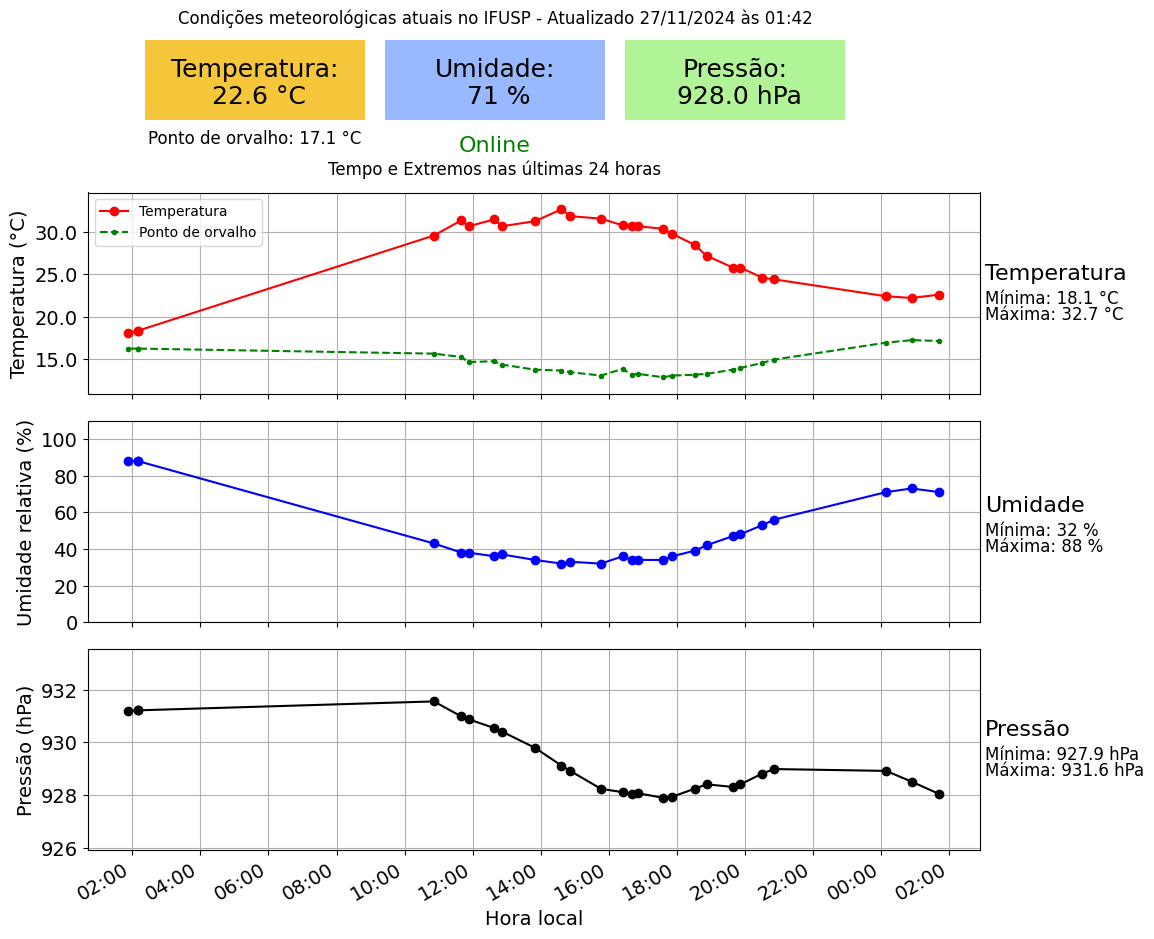 Condições meteorológicas atuais no IFUSP - Atualizado 27/11/2024 às 01:42
Temperatura:
22.6 °C
Umidade:
71 %
Pressão:
928.0 hPa
Ponto de orvalho: 17.1 °C
Online
Tempo e Extremos nas últimas 24 horas
Temperatura (°C)
30.0
25.0
20.0
15.0
Temperatura
Ponto de orvalho
Temperatura
Mínima: 18.1 °C
Máxima: 32.7 °C
Umidade relativa (%)
100
80
60
40
20
0
Umidade
Mínima: 32 %
Máxima: 88 %
Pressão (hPa)
932
930
928
926
Pressão
Mínima: 927.9 hPa
Máxima: 931.6 hPa
02:00 04:00 06:00 08:00 10:00 12:00 14:00 16:00 18:00 20:00 22:00 00:00 02:00
Hora local